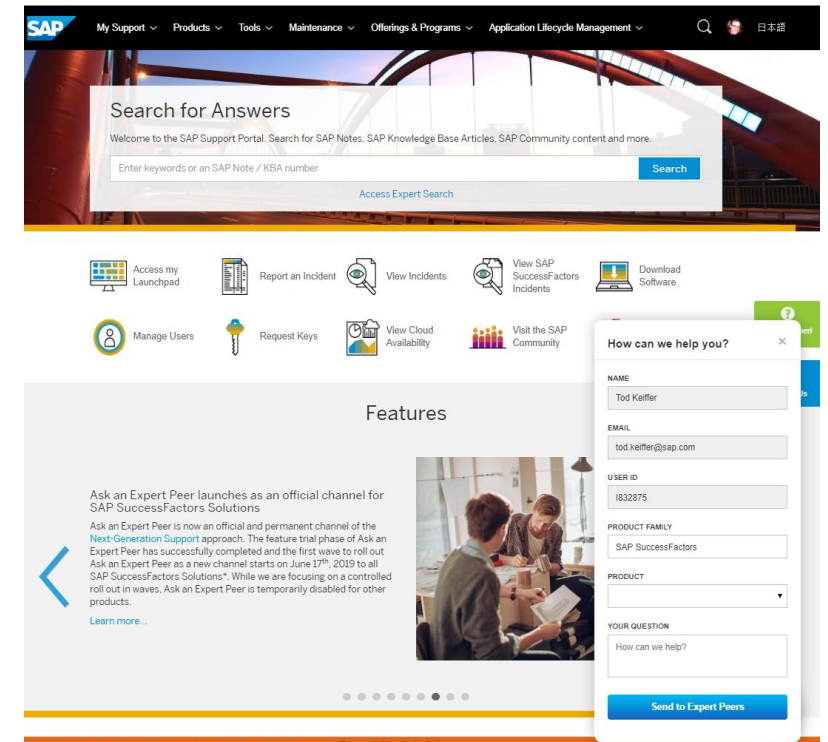 SAP
My Support Products Tools Maintenance Offerings & Programs Application Lifecycle Management 日本語
Search for Answers
Welcome to the SAP Support Portal. Search for SAP Notes, SAP Knowledge Base Articles, SAP Community content and more.
Enter keywords or an SAP Note / KBA number
Search
Access Expert Search
Access my
Launchpad
Report an Incident
View Incidents
View SAP
SuccessFactors
Incidents
Download
Software
Manage Users
Request Keys
View Cloud
Availability
Visit the SAP
Community
Features
Ask an Expert Peer launches as an official channel for
SAP SuccessFactors Solutions
Ask an Expert Peer is now an official and permanent channel of the
Next-Generation Support approach. The feature trial phase of Ask an
Expert Peer has successfully completed and the first wave to roll out
Ask an Expert Peer as a new channel starts on June 17th, 2019 to all
SAP SuccessFactors Solutions*. While we are focusing on a controlled
roll out in waves, Ask an Expert Peer is temporarily disabled for other
products.
Learn more...
How can we help you?
×
NAME
Tod Keiffer
EMAIL
tod.keiffer@sap.com
USER ID
I832875
PRODUCT FAMILY
SAP SuccessFactors
PRODUCT
YOUR QUESTION
How can we help?
Send to Expert Peers